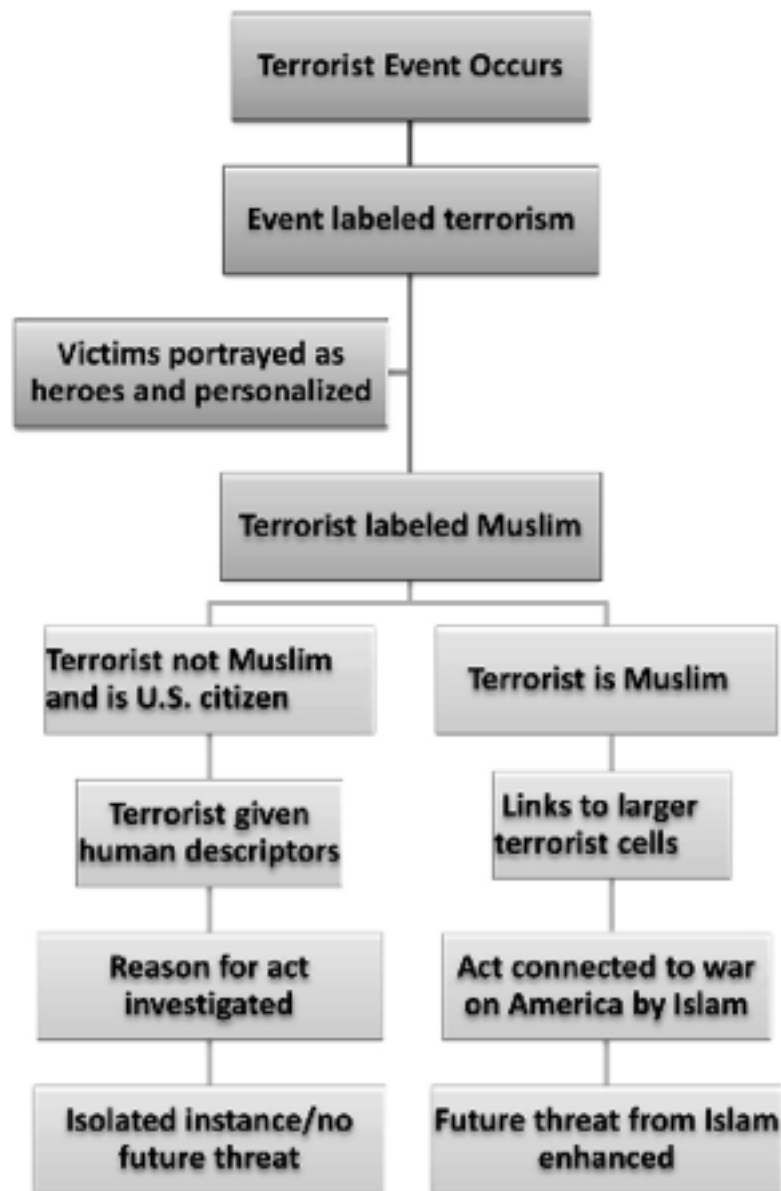 Terrorist Event Occurs
Event labeled terrorism
Victims portrayed as
heroes and personalized
Terrorist labeled Muslim
Terrorist not Muslim
and is U.S. citizen
Terrorist is Muslim
Terrorist given
human descriptors
Links to larger
terrorist cells
Reason for act
investigated
Act connected to war
on America by Islam
Isolated instance/no
future threat
Future threat from Islam
enhanced